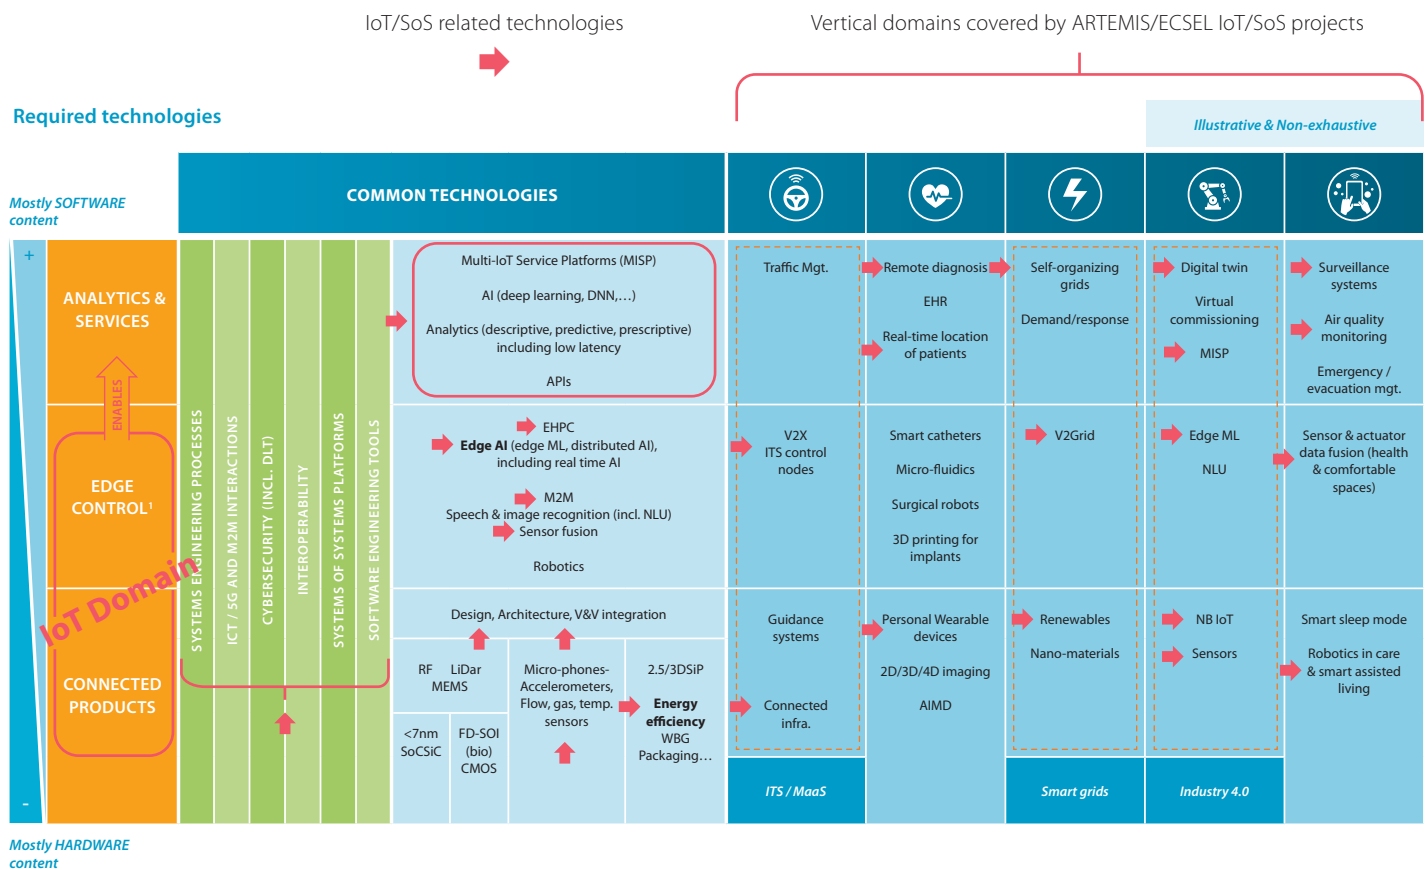 IoT/SoS related technologies
Vertical domains covered by ARTEMIS/ECSEL IoT/SoS projects
Required technologies
Illustrative & Non-exhaustive
Mostly SOFTWARE
content
COMMON TECHNOLOGIES
+
-
Mostly HARDWARE
content
ANALYTICS &
SERVICES
ENABLES
EDGE
CONTROL¹
IoT Domain
CONNECTED
PRODUCTS
SYSTEMS ENGINEERING PROCESSES
ICT / 5G AND M2M INTERACTIONS
CYBERSECURITY (INCL. DLT)
INTEROPERABILITY
SYSTEMS OF SYSTEMS PLATFORMS
SOFTWARE ENGINEERING TOOLS
Multi-IoT Service Platforms (MISP)
AI (deep learning, DNN,…)
Analytics (descriptive, predictive, prescriptive)
including low latency
APIs
EHPC
Edge AI (edge ML, distributed AI),
including real time AI
M2M
Speech & image recognition (incl. NLU)
Sensor fusion
Robotics
Design, Architecture, V&V integration
RF LiDar
MEMS
<7nm
SoCSiC
FD-SOI
(bio)
CMOS
Micro-phones-
Accelerometers,
Flow, gas, temp.
sensors
2.5/3DSiP
Energy
efficiency
WBG
Packaging…
Traffic Mgt.
V2X
ITS control
nodes
Guidance
systems
Connected
infra.
ITS / MaaS
Remote diagnosis
EHR
Real-time location
of patients
Smart catheters
Micro-fluidics
Surgical robots
3D printing for
implants
Personal Wearable
devices
2D/3D/4D imaging
AIMD
Self-organizing
grids
Demand/response
V2Grid
Renewables
Nano-materials
Smart grids
Digital twin
Virtual
commissioning
MISP
Edge ML
NLU
NB IoT
Sensors
Industry 4.0
Surveillance
systems
Air quality
monitoring
Emergency /
evacuation mgt.
Sensor & actuator
data fusion (health
& comfortable
spaces)
Smart sleep mode
Robotics in care
& smart assisted
living